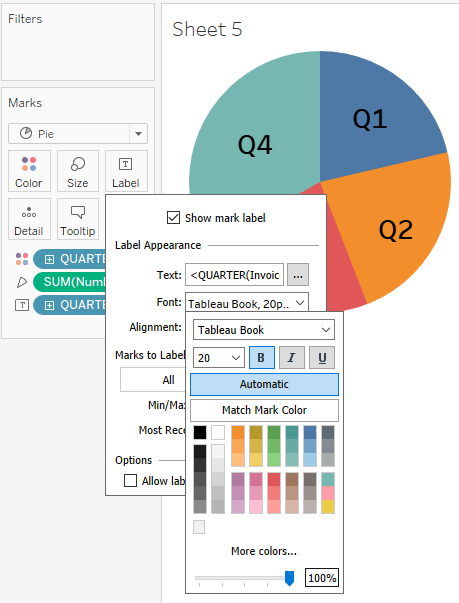 Filters
Sheet 5
Marks
Pie
Color
Size
Label
Detail
Tooltip
QUARTE
SUM(Numl
QUARTE
Q4
Q1
Q2
Show mark label
Label Appearance
Text:
<QUARTER(Invoic
...
Font:
Tableau Book, 20p..
Alignment:
Marks to Label
All
Min/Max
Most Rece
Options
Allow lab
Tableau Book
20
B
I
U
Automatic
Match Mark Color
More colors...
100%